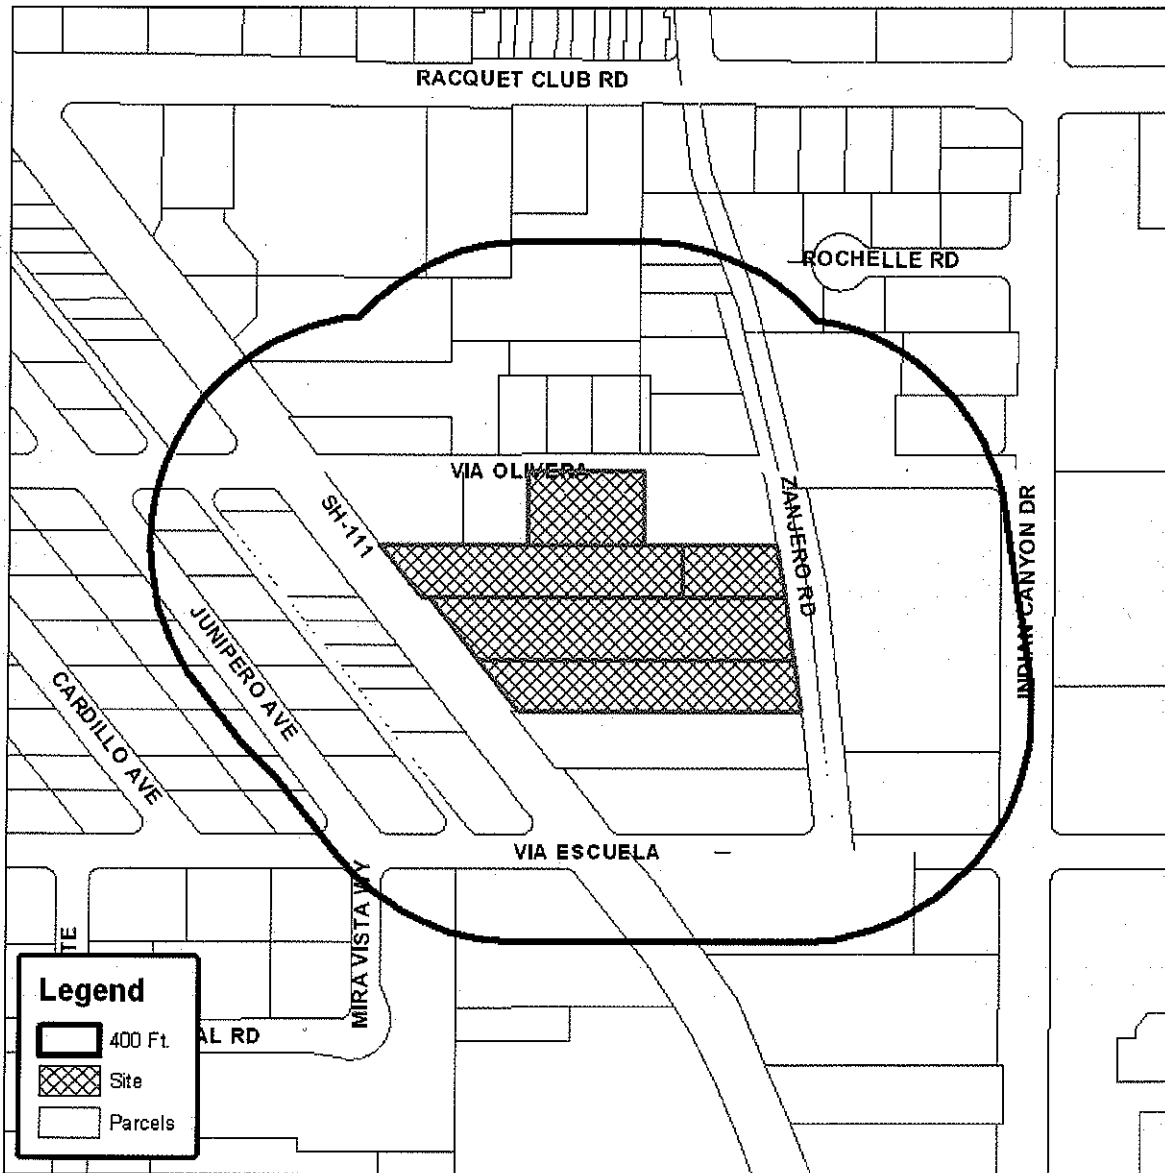 RACQUET CLUB RD
ROCHELLE RD
VIA OLIVERA
SH-111
ZANJERO RD
INDIAN CANYON DR
JUNIPERO AVE
CARDILLO AVE
VIA ESCUELA
MIRA VISTA WY
TE
AL RD
Legend
400 Ft.
Site
Parcels